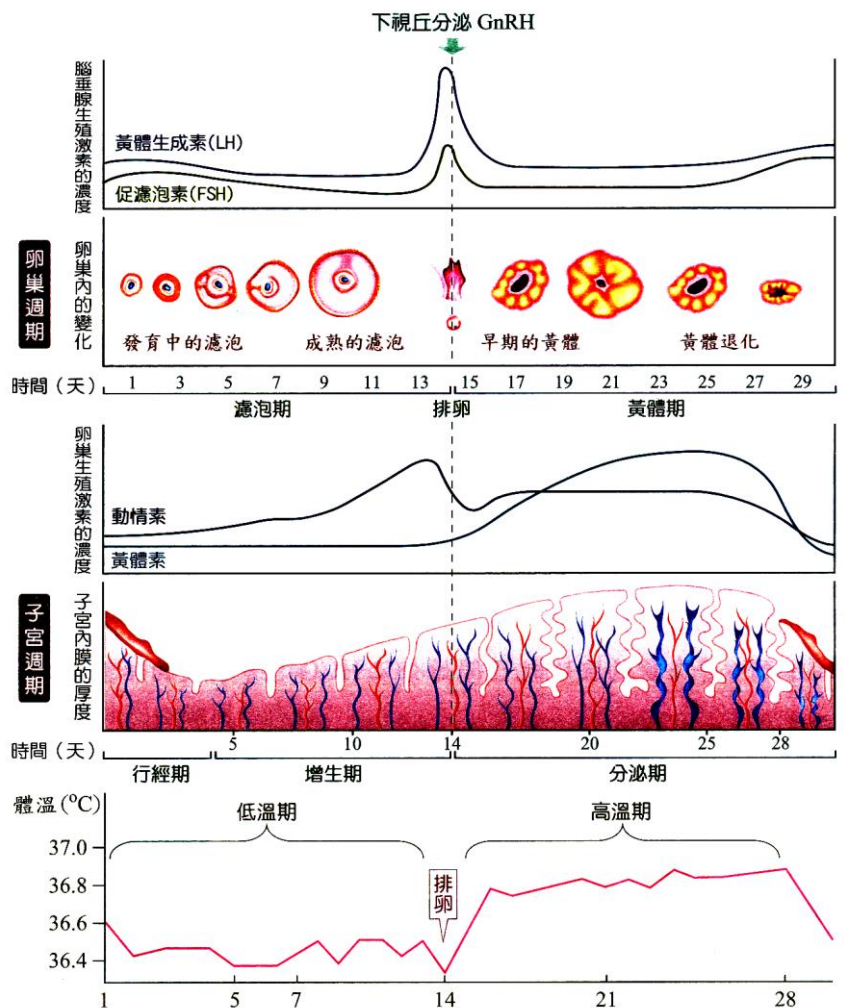 下視丘分泌 GnRH
腦垂腺生殖激素的濃度
黃體生成素(LH)
促濾泡素(FSH)
卵巢週期
卵巢內的變化
發育中的濾泡 成熟的濾泡 早期的黃體 黃體退化
時間（天） 1 3 5 7 9 11 13 15 17 19 21 23 25 27 29
濾泡期 排卵 黃體期
卵巢生殖激素的濃度
動情素
黃體素
子宮週期
子宮內膜的厚度
時間（天） 5 10 14 20 25 28
行經期 增生期 分泌期
體溫(°C)
低溫期 高溫期
37.0
36.8
排卵
36.6
36.4
1 5 7 14 21 28